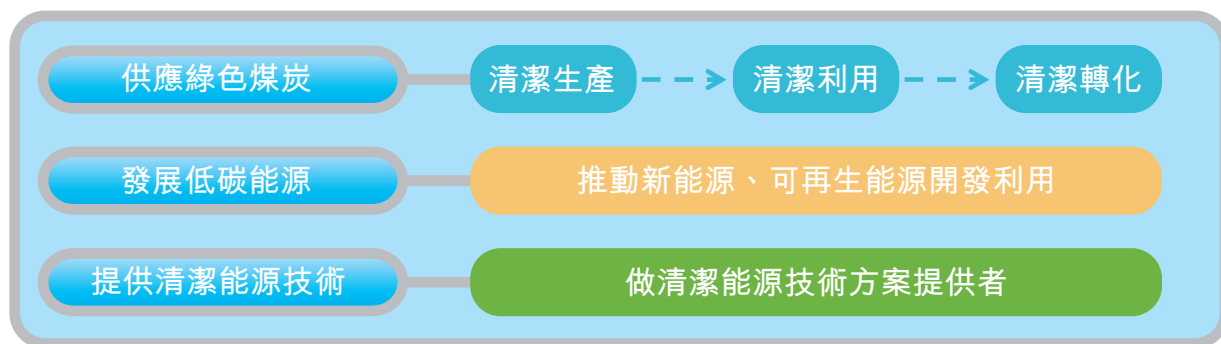 供應綠色煤炭 清潔生產 清潔利用 清潔轉化
發展低碳能源 推動新能源、可再生能源開發利用
提供清潔能源技術 做清潔能源技術方案提供者